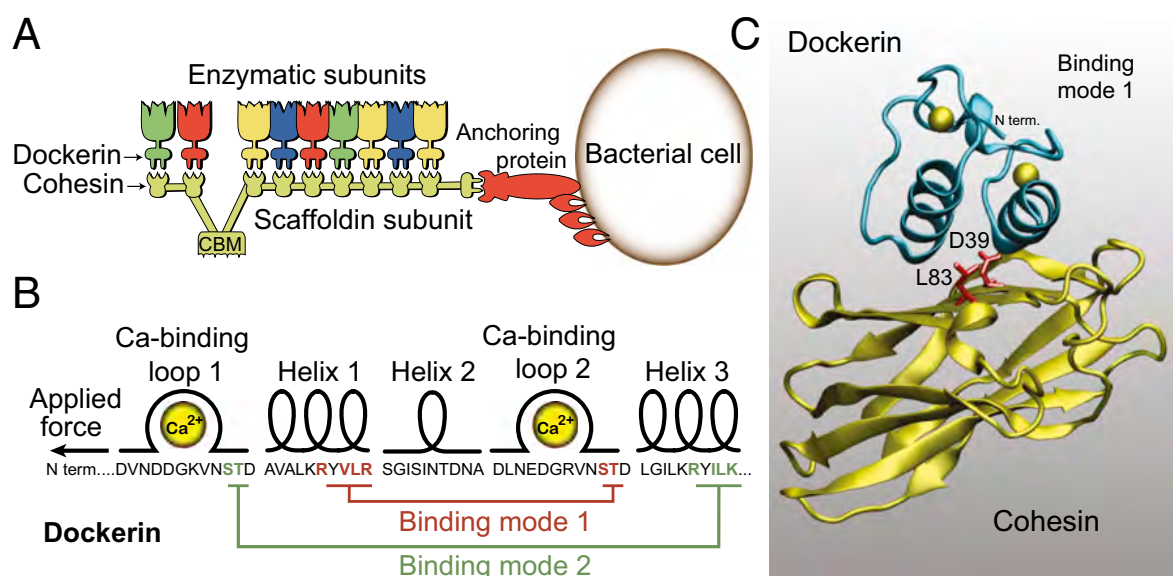 A
Enzymatic subunits
Dockerin
Cohesin
Anchoring
protein
Bacterial cell
Scaffoldin subunit
CBM
B
Ca-binding
loop 1
Helix 1
Helix 2
Ca-binding
loop 2
Helix 3
Applied
force
Ca2+
Ca2+
N term....DVNDDGKVNSTD AVALKRYVLR SGISINTDNA DLNEDGRVNSTD LGILKRYILK...
Binding mode 1
Dockerin
Binding mode 2
C
Dockerin
Binding
mode 1
N term.
D39
L83
Cohesin